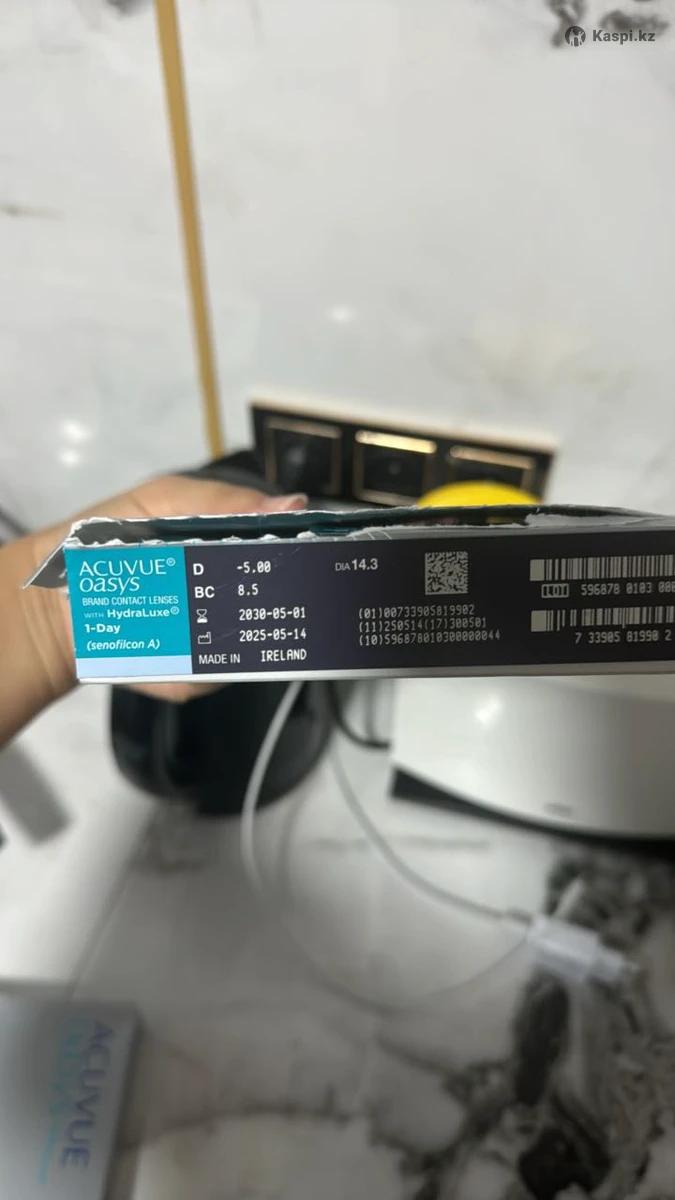 Kaspi.kz
ACUVUE®
OASYS
BRAND CONTACT LENSES
WITH HydraLuxe®
1-Day
(senofilcon A)
D -5.00
BC 8.5
2030-05-01
2025-05-14
MADE IN IRELAND
DIA 14.3
(01)00733905819902
(11)250514(17)300501
(10)596878010300000044
LOT 596878 0103
7 33905 81990 2
ACUVUE